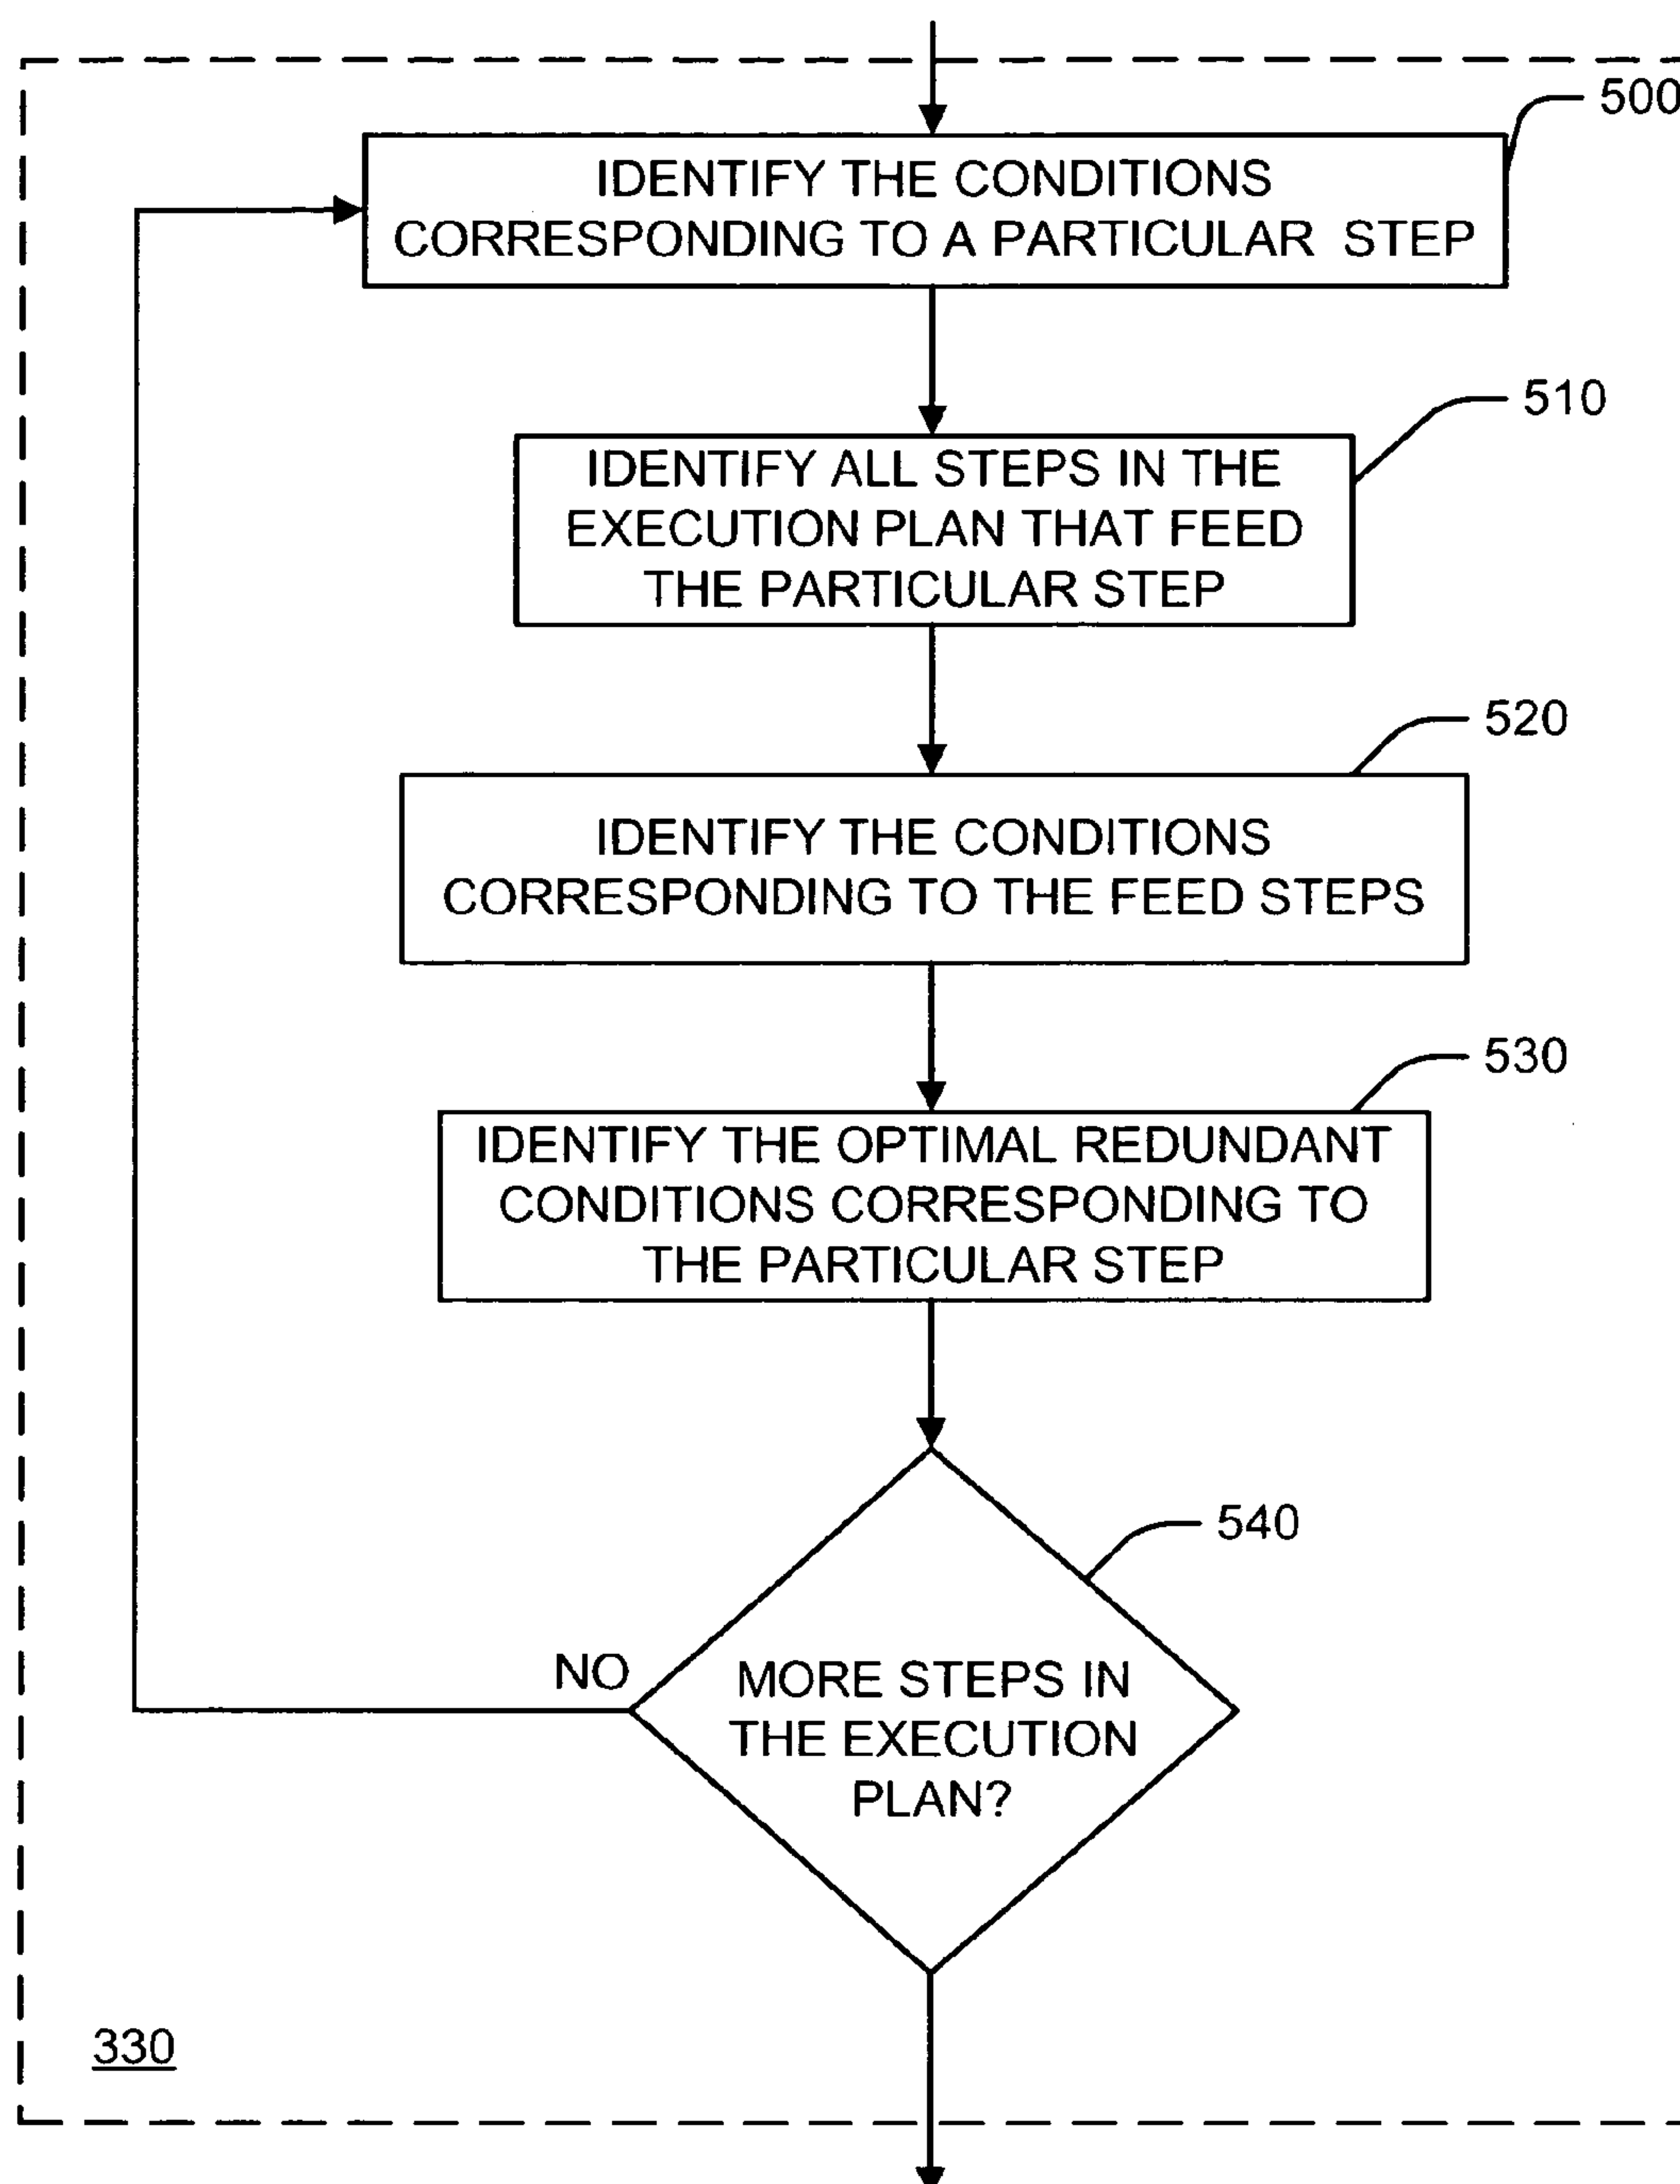 500
IDENTIFY THE CONDITIONS
CORRESPONDING TO A PARTICULAR STEP
510
IDENTIFY ALL STEPS IN THE
EXECUTION PLAN THAT FEED
THE PARTICULAR STEP
520
IDENTIFY THE CONDITIONS
CORRESPONDING TO THE FEED STEPS
530
IDENTIFY THE OPTIMAL REDUNDANT
CONDITIONS CORRESPONDING TO
THE PARTICULAR STEP
540
NO
MORE STEPS IN
THE EXECUTION
PLAN?
330